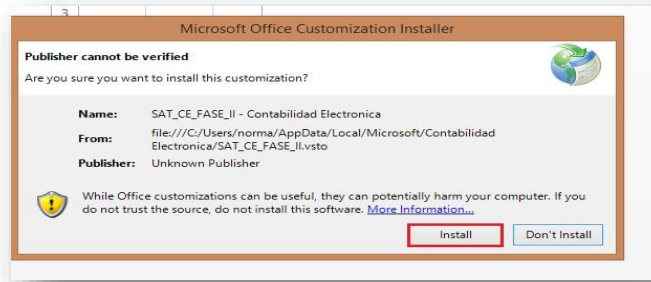 3
Microsoft Office Customization Installer
Publisher cannot be verified
Are you sure you want to install this customization?
Name: SAT_CE_FASE_II - Contabilidad Electronica
From: file:///C:/Users/norma/AppData/Local/Microsoft/Contabilidad
Electronica/SAT_CE_FASE_II.vsto
Publisher: Unknown Publisher
While Office customizations can be useful, they can potentially harm your computer. If you
do not trust the source, do not install this software. More Information...
Install Don't Install